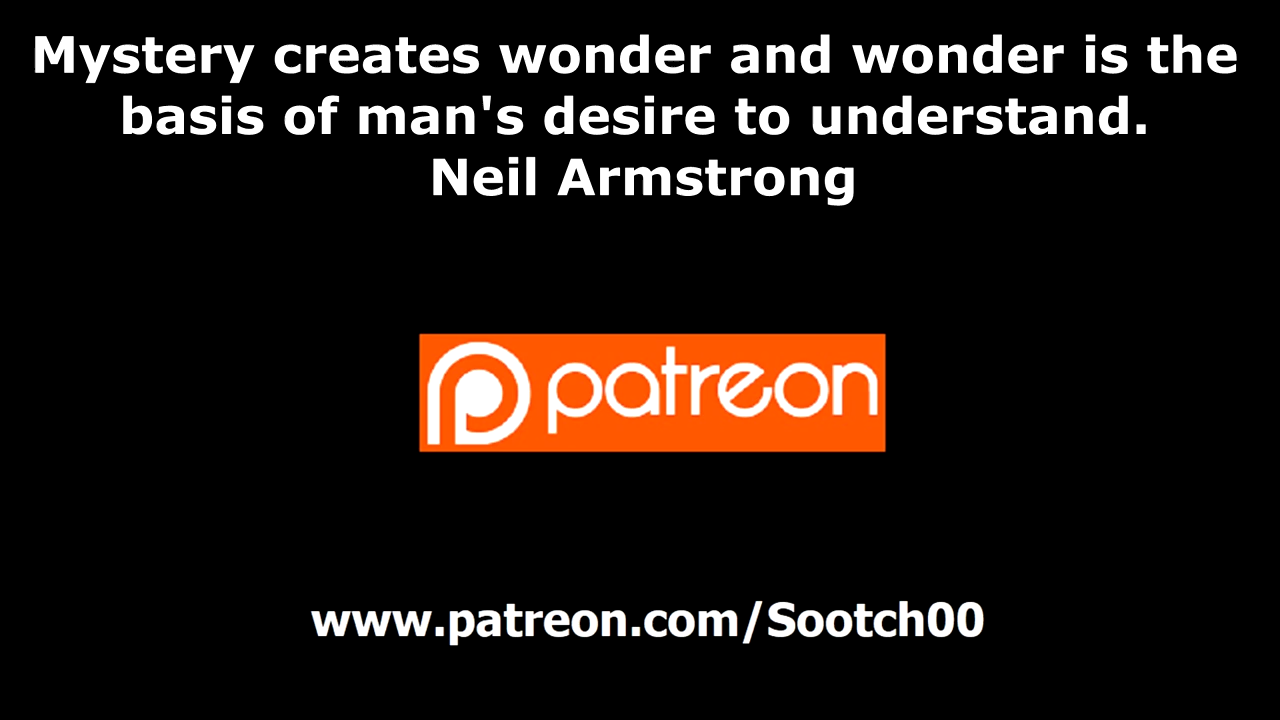 Mystery creates wonder and wonder is the
basis of man's desire to understand.
Neil Armstrong
patreon
www.patreon.com/Sootch00